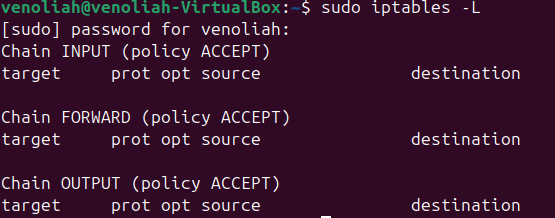 venoliah@venoliah-VirtualBox:~$ sudo iptables -L
[sudo] password for venoliah:
Chain INPUT (policy ACCEPT)
target     prot opt source               destination

Chain FORWARD (policy ACCEPT)
target     prot opt source               destination

Chain OUTPUT (policy ACCEPT)
target     prot opt source               destination